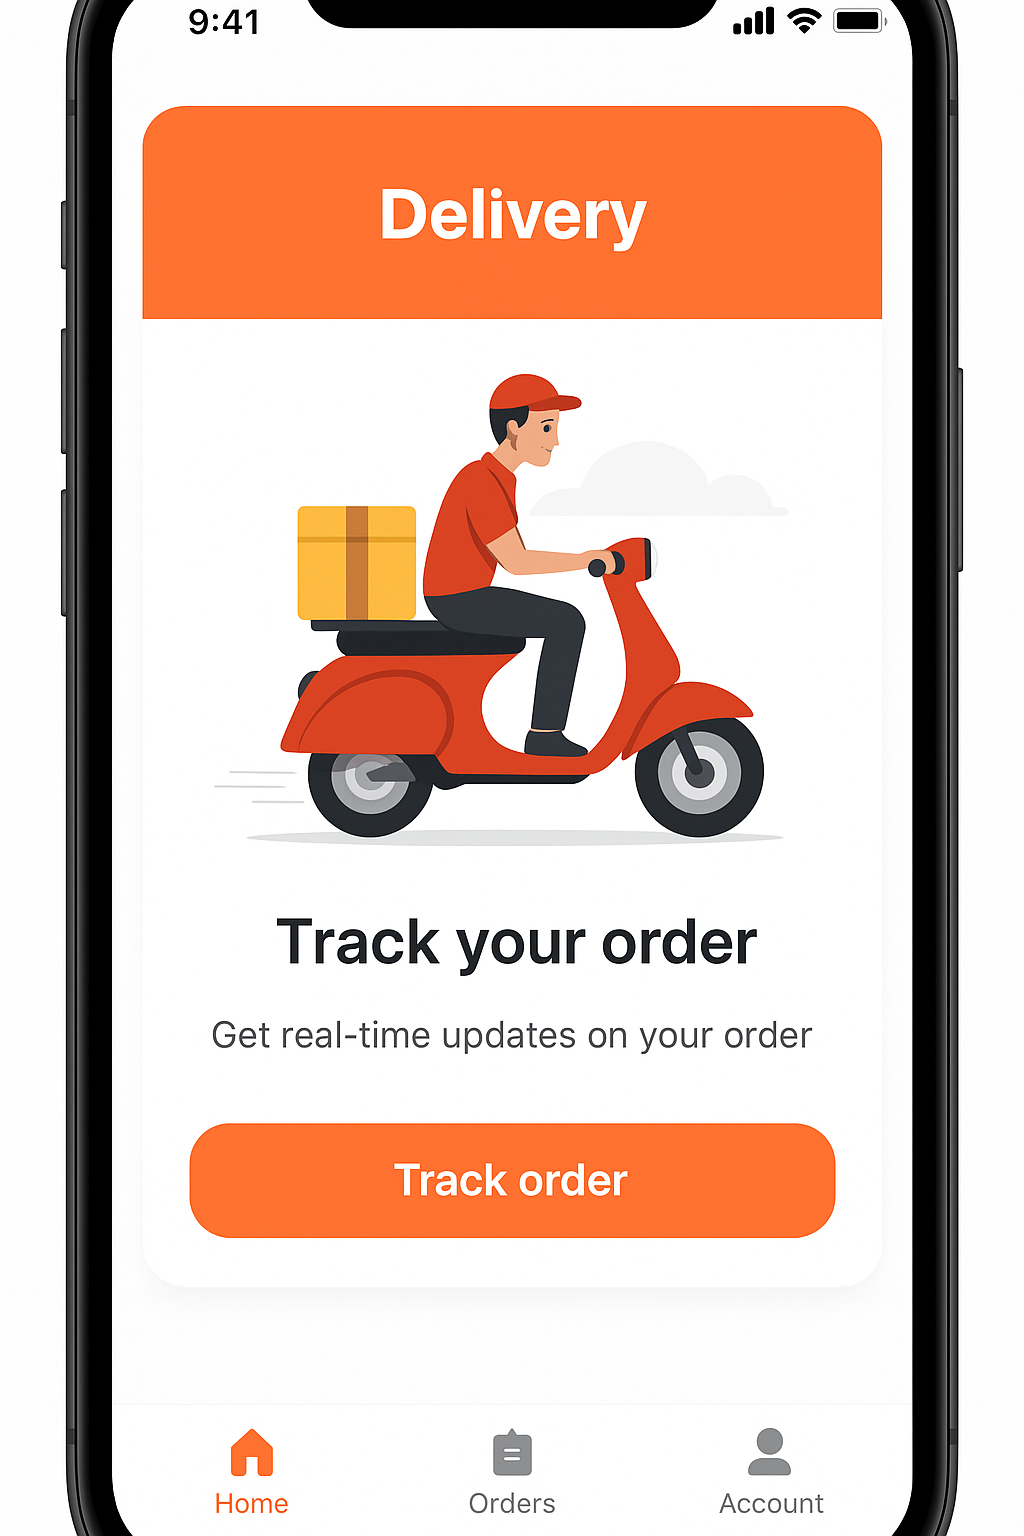 9:41
Delivery
Track your order
Get real-time updates on your order
Track order
Home
Orders
Account